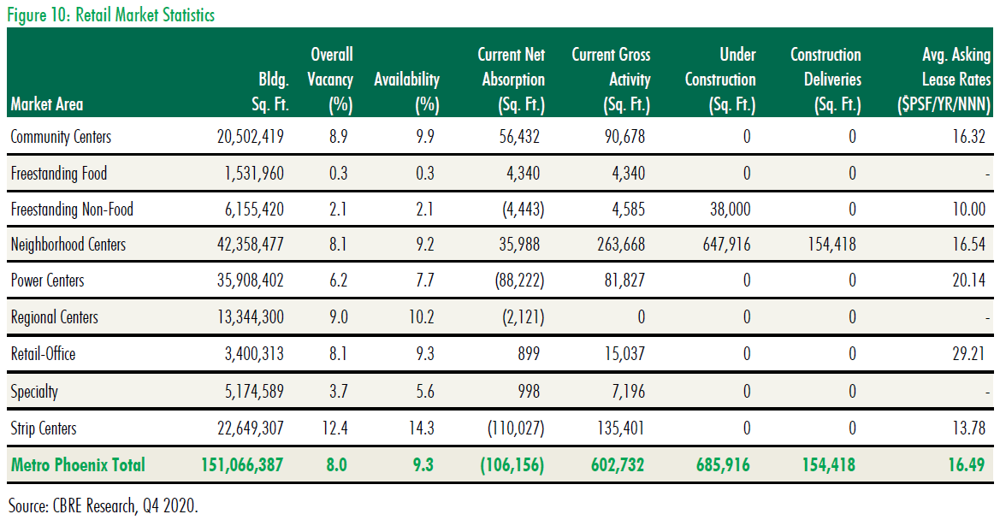 Figure 10: Retail Market Statistics
Market Area Bldg. Sq. Ft. Overall Vacancy (%) Availability (%) Current Net Absorption (Sq. Ft.) Current Gross Activity (Sq. Ft.) Under Construction (Sq. Ft.) Construction Deliveries (Sq. Ft.) Avg. Asking Lease Rates ($PSF/YR/NNN)
Community Centers 20,502,419 8.9 9.9 56,432 90,678 0 0 16.32
Freestanding Food 1,531,960 0.3 0.3 4,340 4,340 0 0 -
Freestanding Non-Food 6,155,420 2.1 2.1 (4,443) 4,585 38,000 0 10.00
Neighborhood Centers 42,358,477 8.1 9.2 35,988 263,668 647,916 154,418 16.54
Power Centers 35,908,402 6.2 7.7 (88,222) 81,827 0 0 20.14
Regional Centers 13,344,300 9.0 10.2 (2,121) 0 0 0 -
Retail-Office 3,400,313 8.1 9.3 899 15,037 0 0 29.21
Specialty 5,174,589 3.7 5.6 998 7,196 0 0 -
Strip Centers 22,649,307 12.4 14.3 (110,027) 135,401 0 0 13.78
Metro Phoenix Total 151,066,387 8.0 9.3 (106,156) 602,732 685,916 154,418 16.49
Source: CBRE Research, Q4 2020.